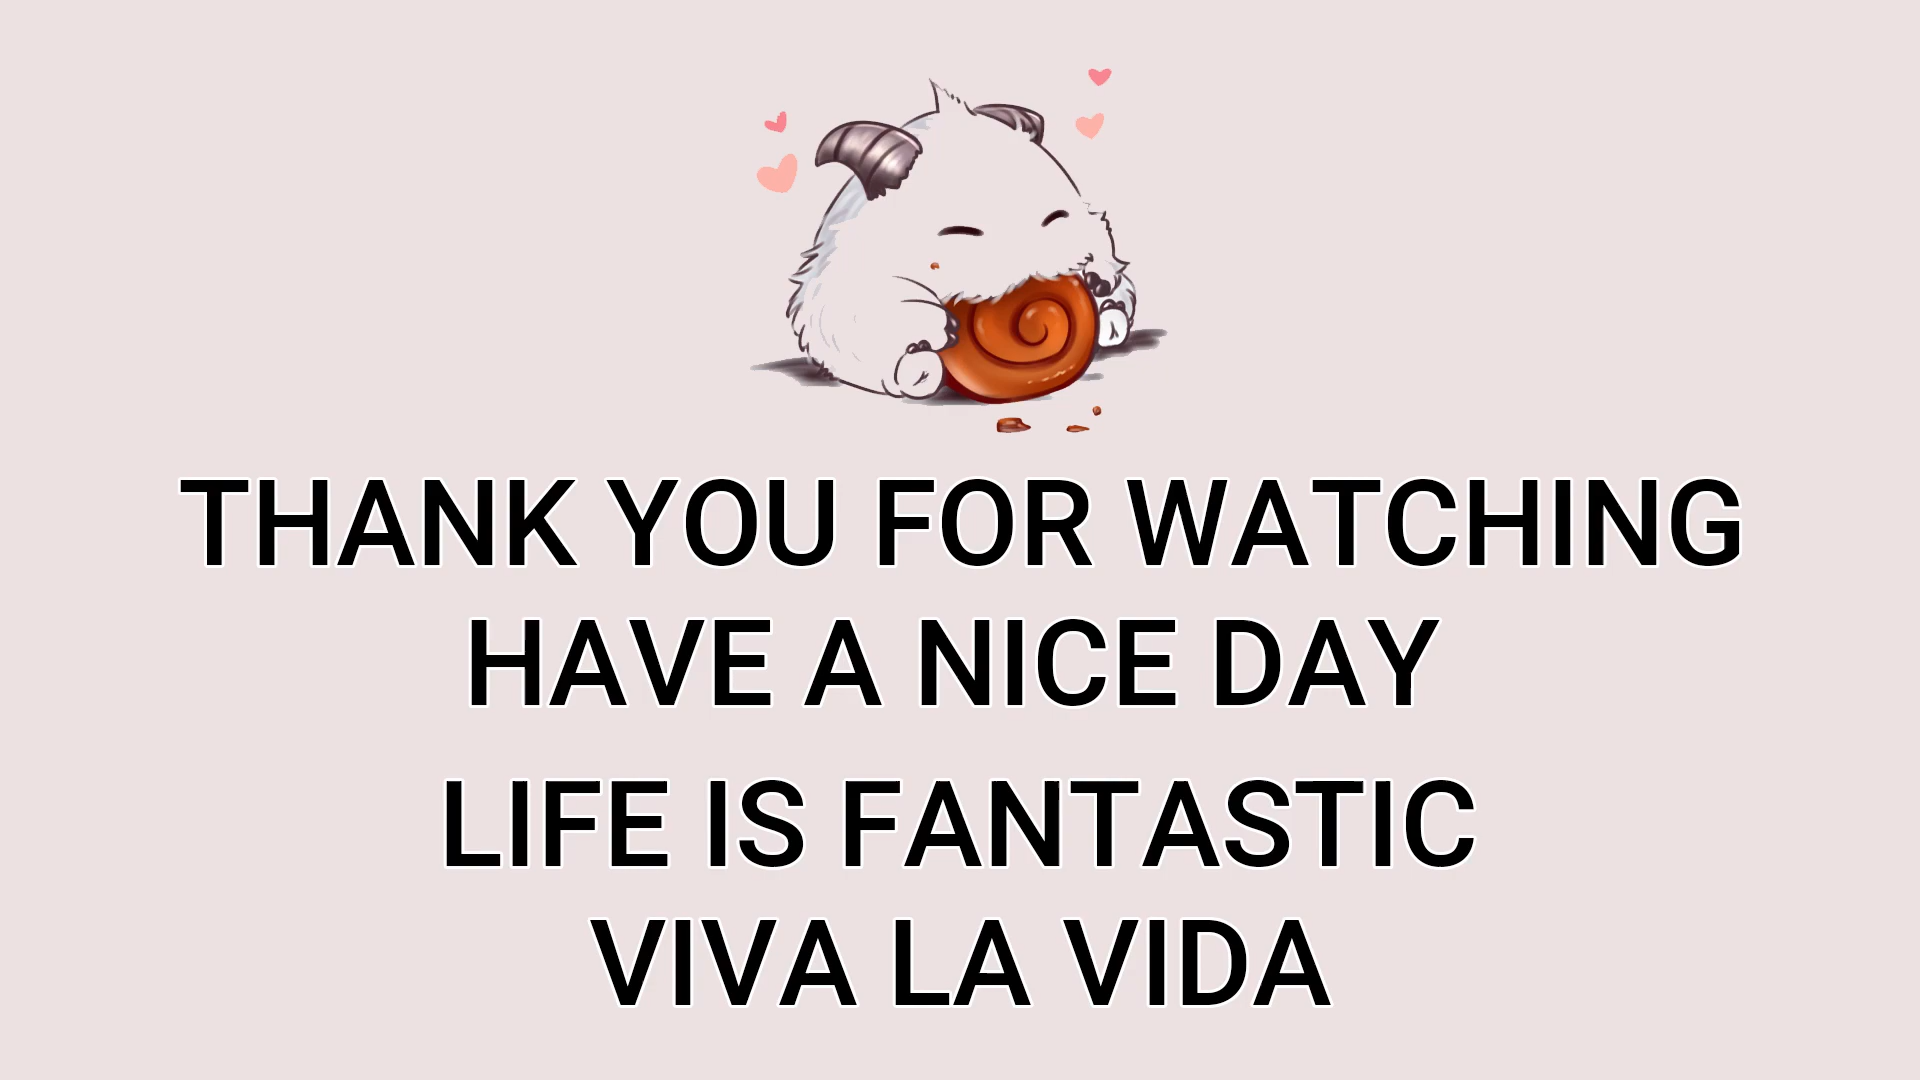 THANK YOU FOR WATCHING
HAVE A NICE DAY
LIFE IS FANTASTIC
VIVA LA VIDA